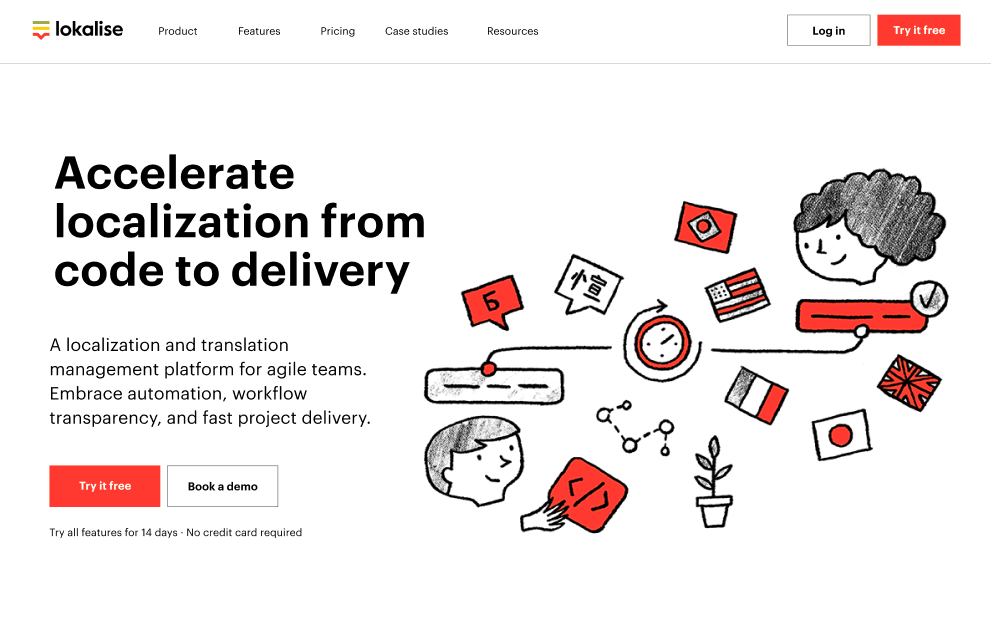 lokalise
Product
Features
Pricing
Case studies
Resources
Log in
Try it free
Accelerate
localization from
code to delivery
A localization and translation
management platform for agile teams.
Embrace automation, workflow
transparency, and fast project delivery.
Try it free
Book a demo
Try all features for 14 days · No credit card required
Б
愃
</>